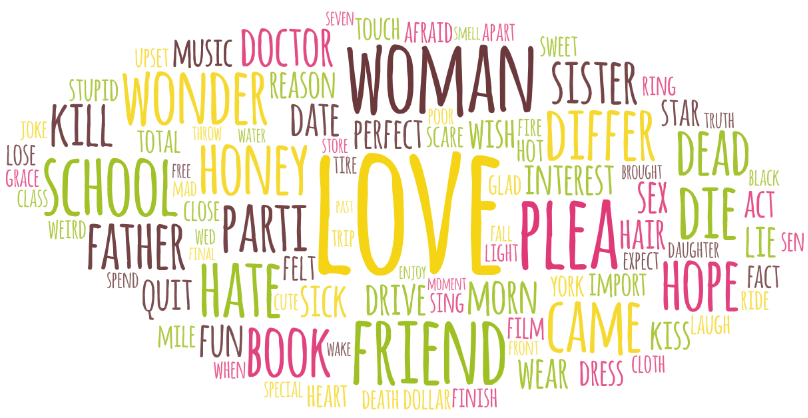 SEVEN
TOUCH AFRAID SMELL APART
UPSET MUSIC DOCTOR WOMAN SWEET
STUPID WONDER REASON SISTER RING
JOKE KILL THROW WATER DATE POOR FIRE STAR TRUTH
TOTAL STORE PERFECT SCARE WISH HOT DIFFER DEAD
LOSE HONEY TIRE LOVE
GRACE SCHOOL FREE MAD GLAD INTEREST BROUGHT BLACK
CLASS CLOSE PARTI PAST PLEA SEX DIE ACT
WEIRD FATHER WED TRIP FALL HAIR LIE SEN
FINAL LIGHT EXPECT DAUGHTER
SPEND HATE FELT ENJOY MOMENT HOPE FACT
QUIT CUTE SICK DRIVE SING MORN YORK IMPORT RIDE
MILE FUN BOOK WAKE FRIEND FILM CAME KISS LAUGH
WHEN FRONT CLOTH
SPECIAL HEART DEATH DOLLAR FINISH WEAR DRESS